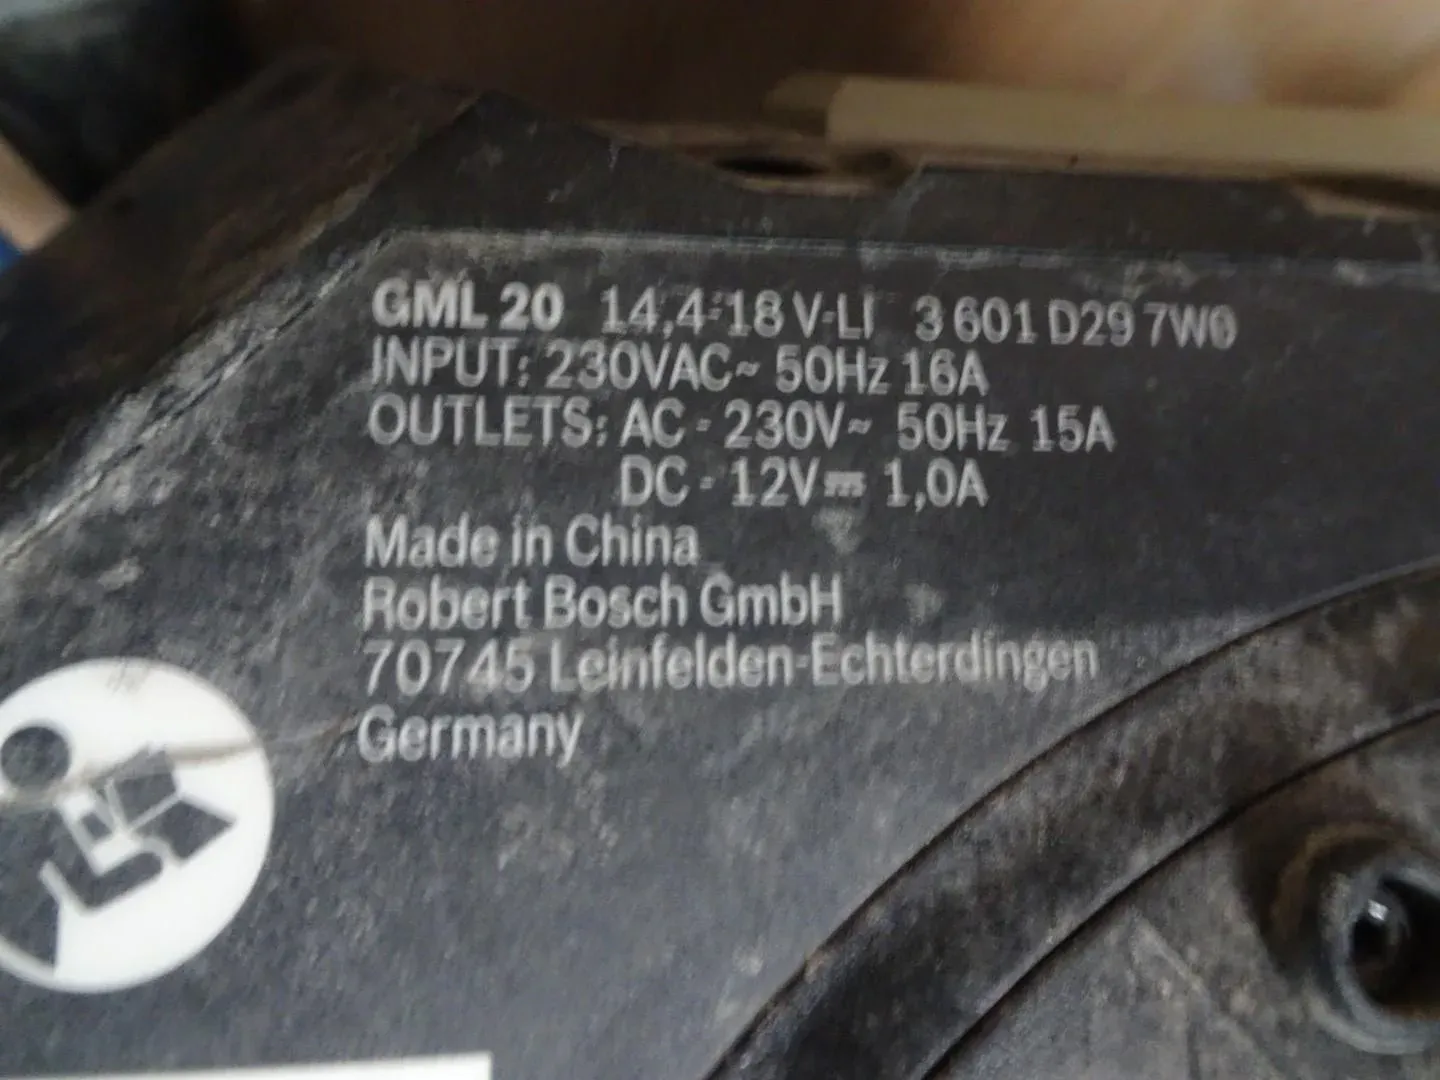 GML 20 14,4-18 V-LI 3 601 D29 7W0
INPUT: 230VAC~ 50Hz 16A
OUTLETS: AC - 230V~ 50Hz 15A
DC - 12V⎓ 1,0A
Made in China
Robert Bosch GmbH
70745 Leinfelden-Echterdingen
Germany